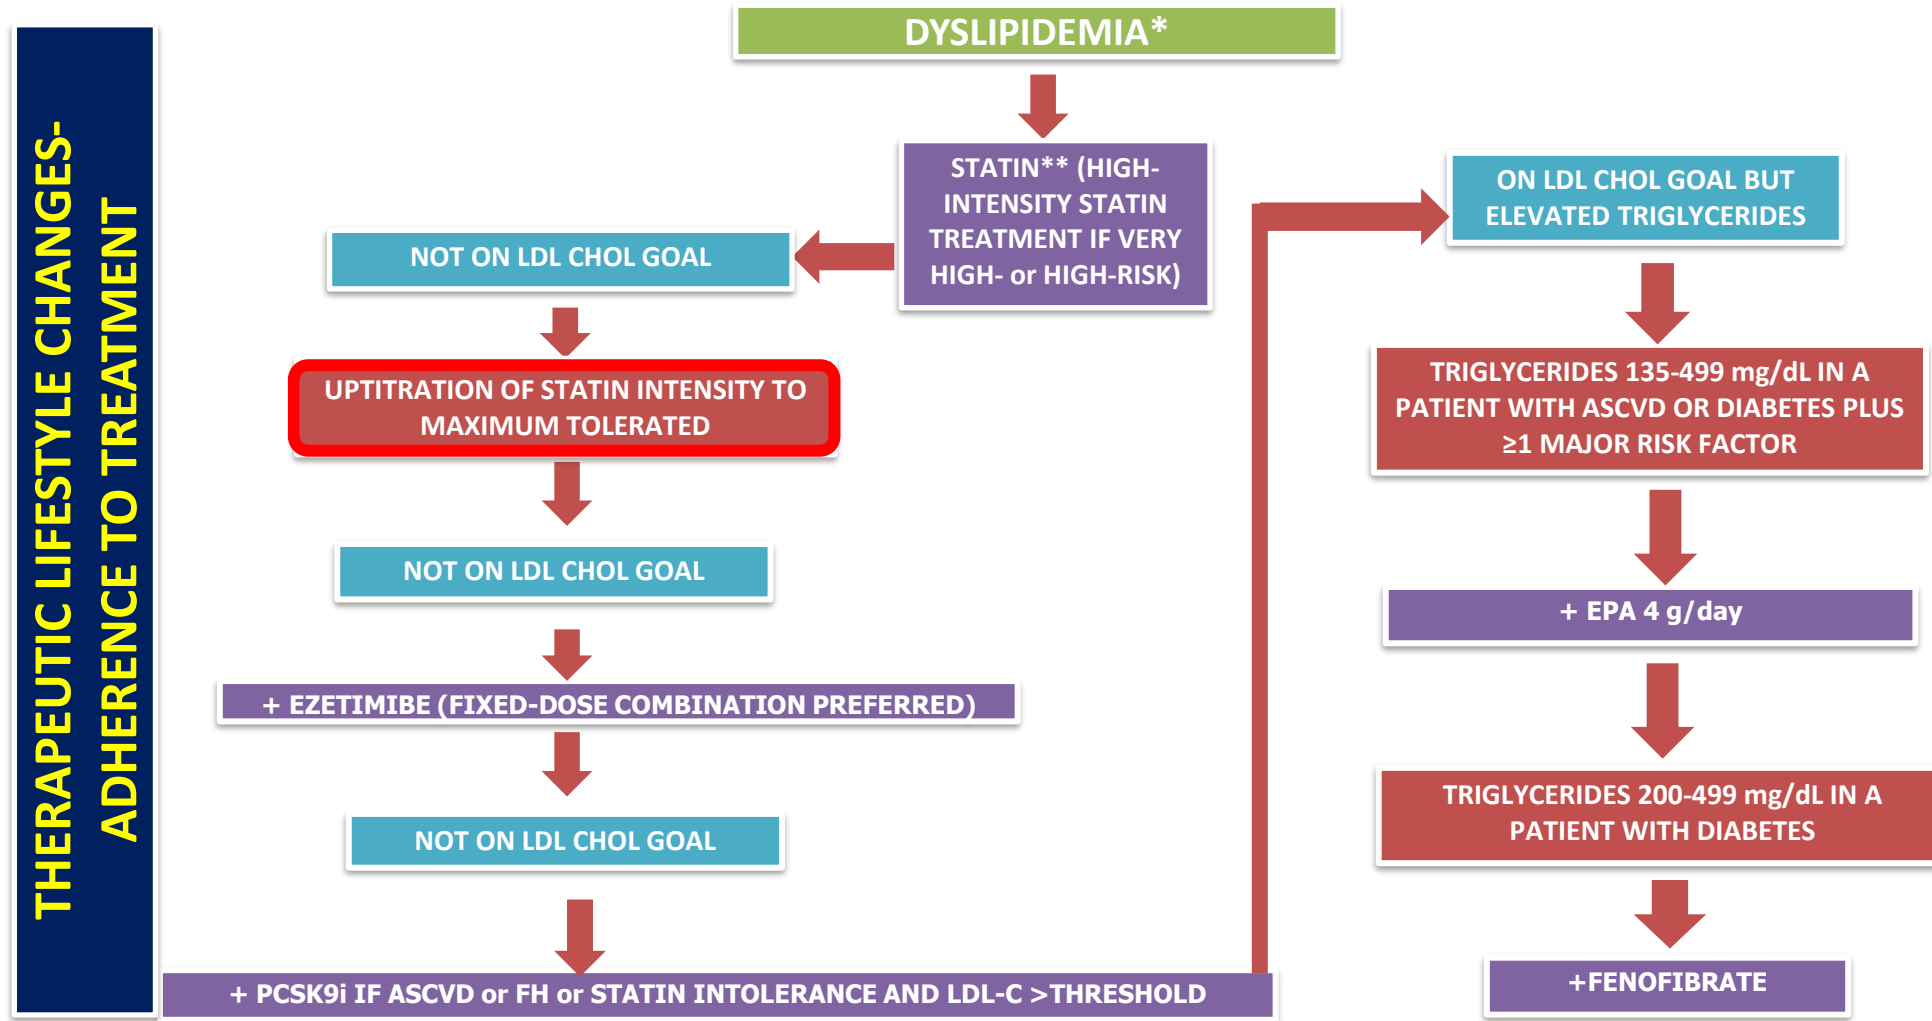 THERAPEUTIC LIFESTYLE CHANGES-
ADHERENCE TO TREATMENT
DYSLIPIDEMIA*
STATIN** (HIGH-
INTENSITY STATIN
TREATMENT IF VERY
HIGH- or HIGH-RISK)
NOT ON LDL CHOL GOAL
UPTITRATION OF STATIN INTENSITY TO
MAXIMUM TOLERATED
NOT ON LDL CHOL GOAL
+ EZETIMIBE (FIXED-DOSE COMBINATION PREFERRED)
NOT ON LDL CHOL GOAL
+ PCSK9i IF ASCVD or FH or STATIN INTOLERANCE AND LDL-C >THRESHOLD
ON LDL CHOL GOAL BUT
ELEVATED TRIGLYCERIDES
TRIGLYCERIDES 135-499 mg/dL IN A
PATIENT WITH ASCVD OR DIABETES PLUS
≥1 MAJOR RISK FACTOR
+ EPA 4 g/day
TRIGLYCERIDES 200-499 mg/dL IN A
PATIENT WITH DIABETES
+FENOFIBRATE